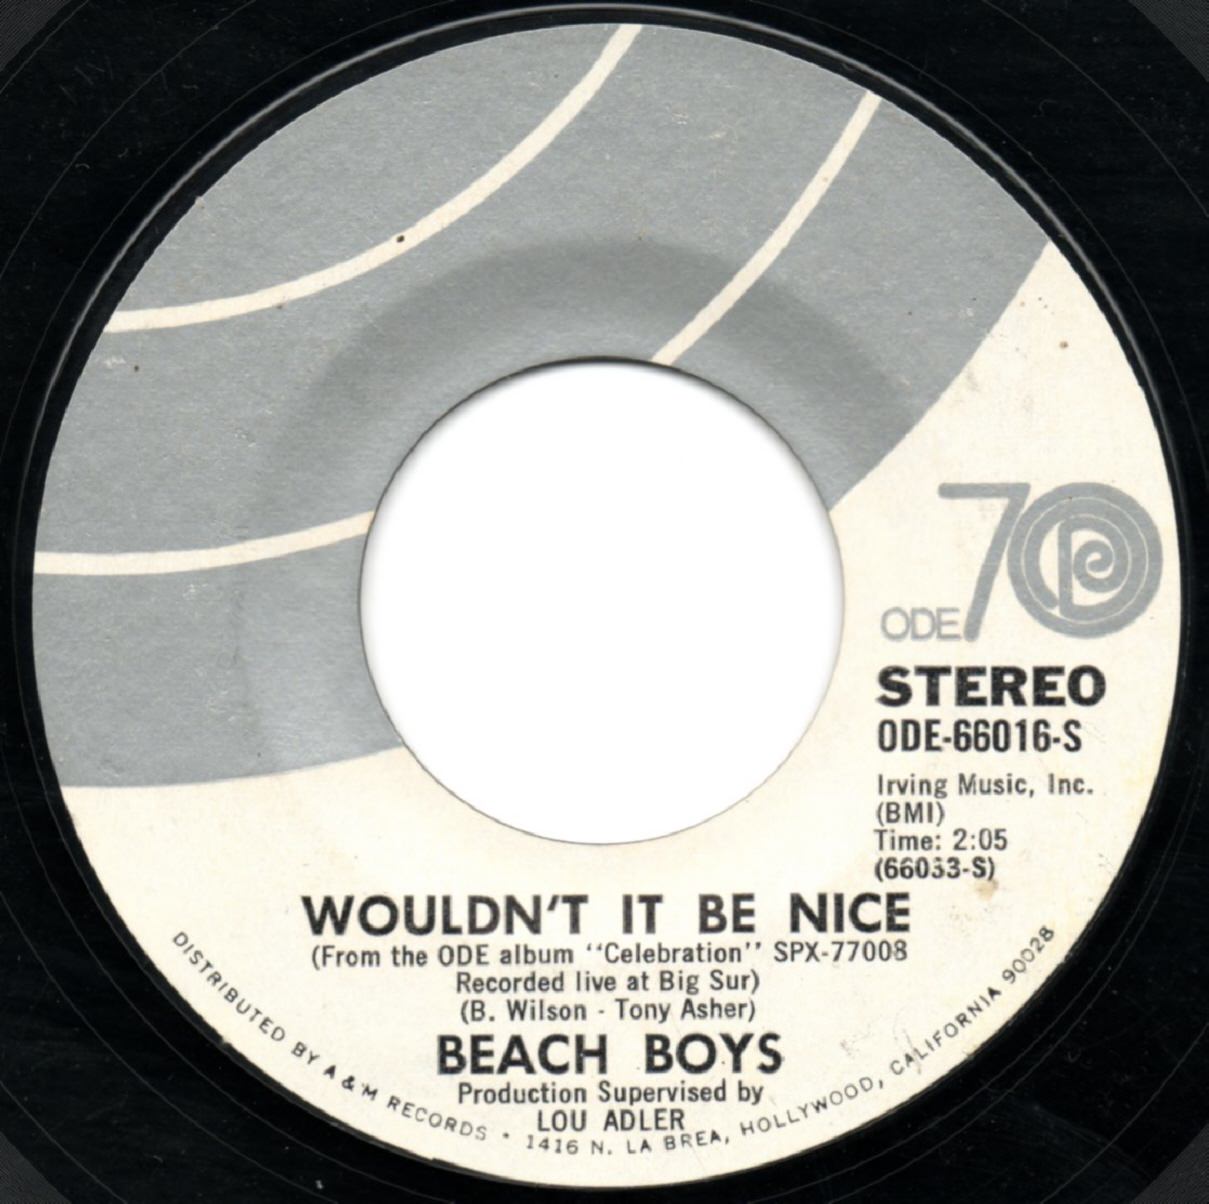 ODE 70
STEREO
ODE-66016-S
Irving Music, Inc.
(BMI)
Time: 2:05
(66033-S)
WOULDN'T IT BE NICE
(From the ODE album "Celebration" SPX-77008
Recorded live at Big Sur)
(B. Wilson - Tony Asher)
BEACH BOYS
Production Supervised by
LOU ADLER
DISTRIBUTED BY A & M RECORDS • 1416 N. LA BREA, HOLLYWOOD, CALIFORNIA 90028